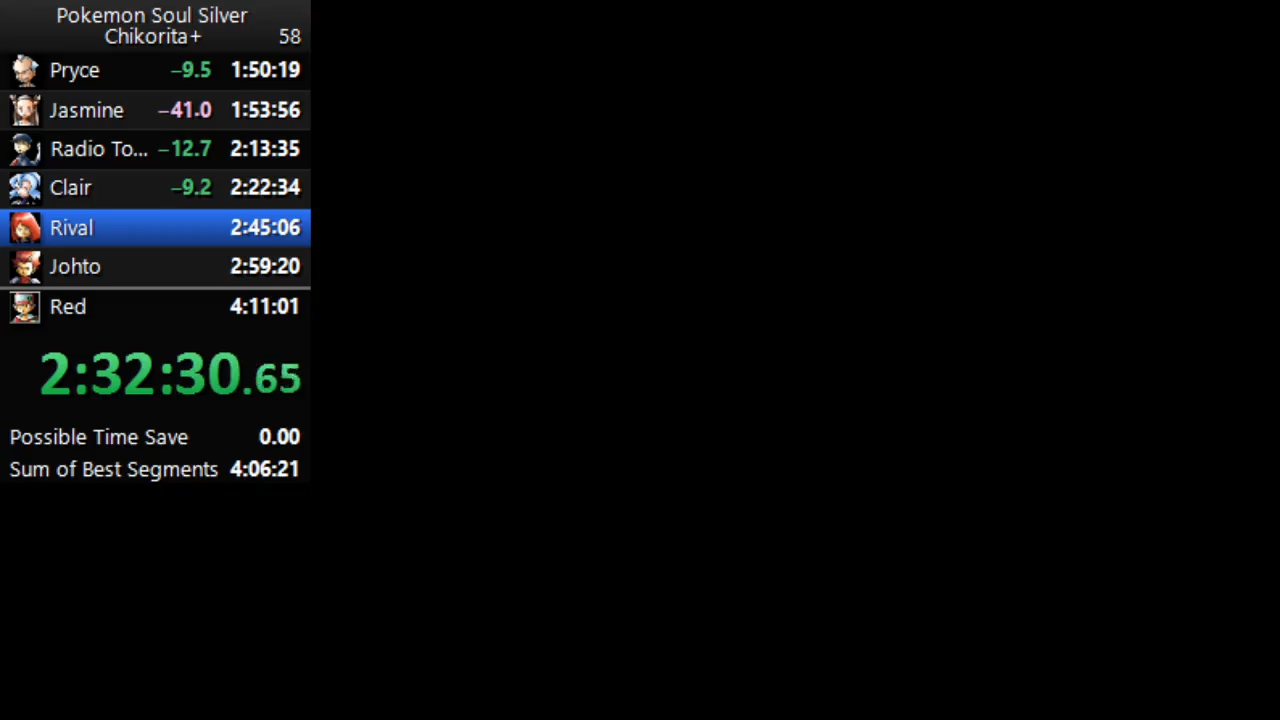 Pokemon Soul Silver
Chikorita+ 58
Pryce −9.5 1:50:19
Jasmine −41.0 1:53:56
Radio To... −12.7 2:13:35
Clair −9.2 2:22:34
Rival 2:45:06
Johto 2:59:20
Red 4:11:01
2:32:30.65
Possible Time Save 0.00
Sum of Best Segments 4:06:21